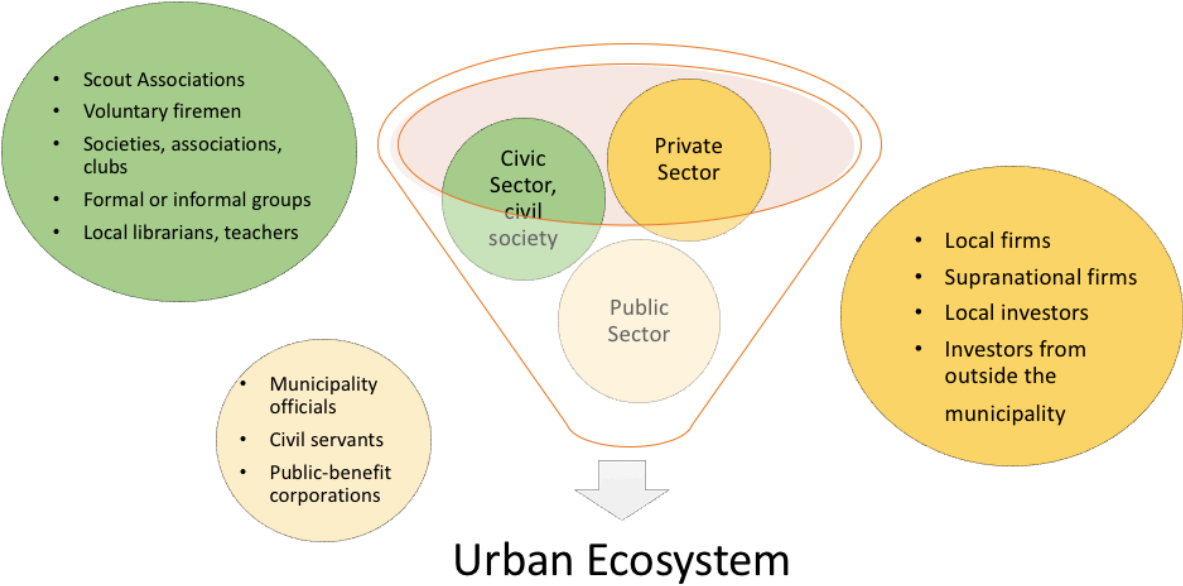 • Scout Associations
• Voluntary firemen
• Societies, associations,
clubs
• Formal or informal groups
• Local librarians, teachers
Civic
Sector,
civil
society
Private
Sector
Public
Sector
• Municipality
officials
• Civil servants
• Public-benefit
corporations
• Local firms
• Supranational firms
• Local investors
• Investors from
outside the
municipality
Urban Ecosystem